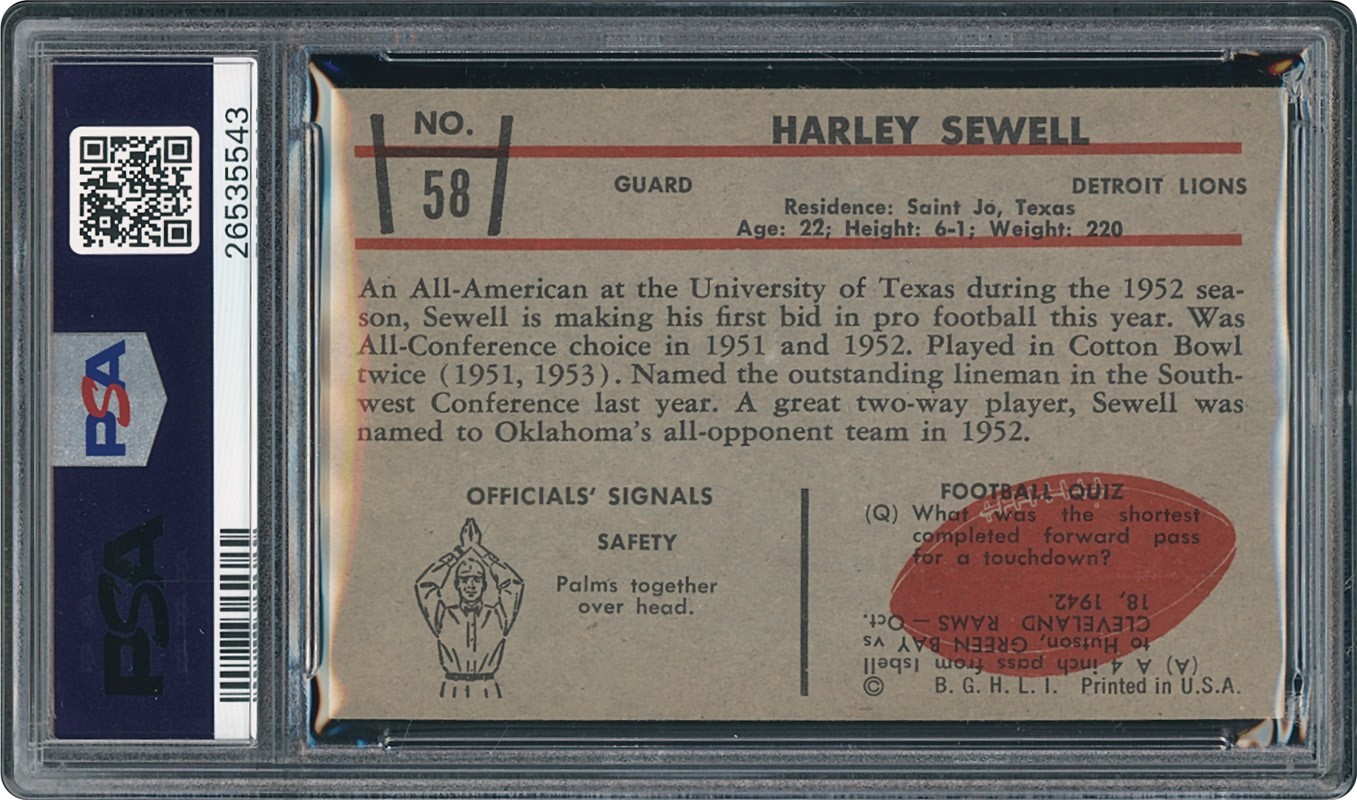 26535543
PSA
PSA
NO.
58
HARLEY SEWELL
GUARD
DETROIT LIONS
Residence: Saint Jo, Texas
Age: 22; Height: 6-1; Weight: 220
An All-American at the University of Texas during the 1952 sea-
son, Sewell is making his first bid in pro football this year. Was
All-Conference choice in 1951 and 1952. Played in Cotton Bowl
twice (1951, 1953). Named the outstanding lineman in the South-
west Conference last year. A great two-way player, Sewell was
named to Oklahoma's all-opponent team in 1952.
OFFICIALS' SIGNALS
SAFETY
Palms together
over head.
FOOTBALL QUIZ
(Q) What was the shortest
completed forward pass
for a touchdown?
(A) A 4 inch pass from Isbell
to Hutson, GREEN BAY vs
CLEVELAND RAMS — Oct.
18, 1942.
© B. G. H. L. I. Printed in U.S.A.